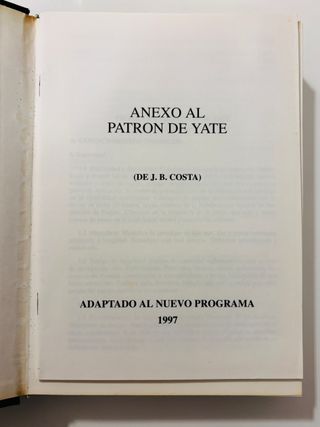 ANEXO AL
PATRON DE YATE
(DE J. B. COSTA)
ADAPTADO AL NUEVO PROGRAMA
1997